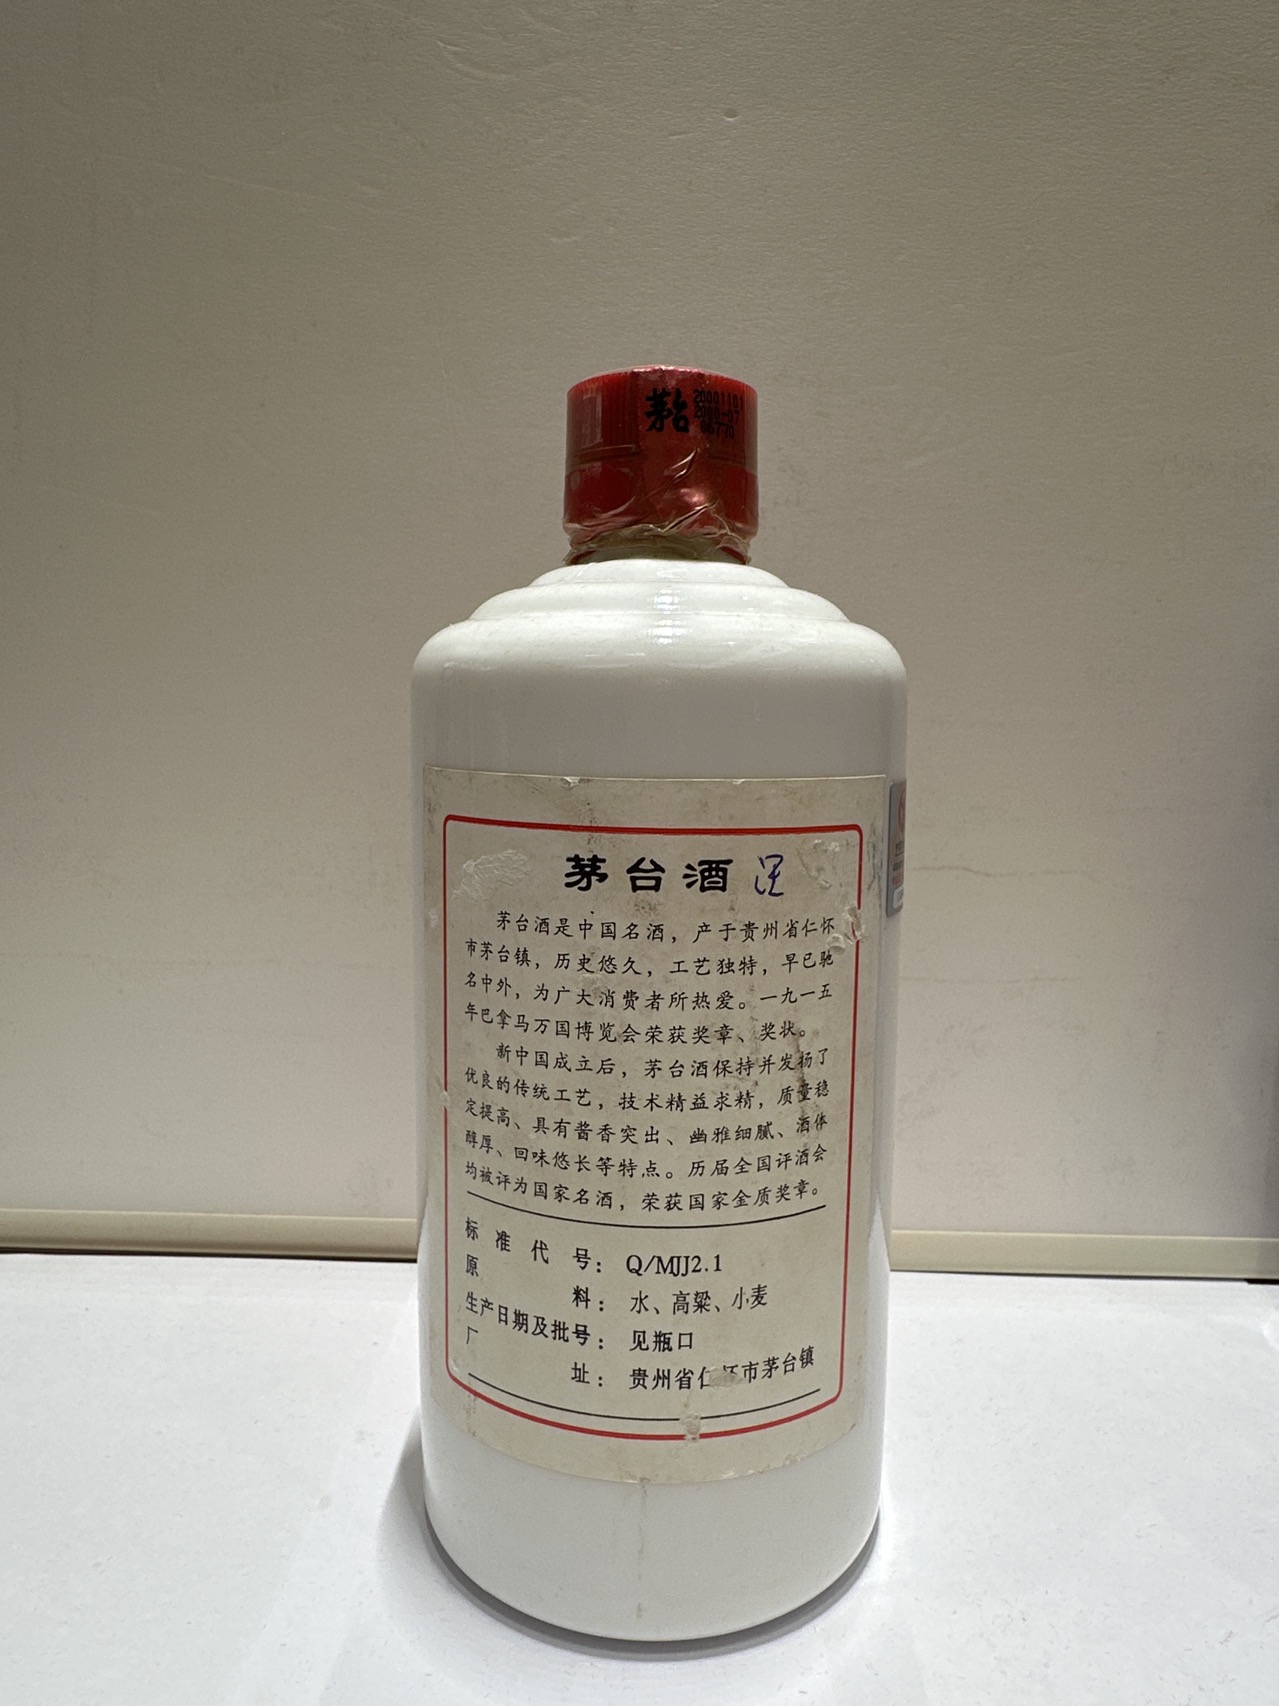 茅台
20001101
2000-07
06770
茅台酒
茅台酒是中国名酒，产于贵州省仁怀
市茅台镇，历史悠久，工艺独特，早已驰
名中外，为广大消费者所热爱。一九一五
年巴拿马万国博览会荣获奖章、奖状。
新中国成立后，茅台酒保持并发扬了
优良的传统工艺，技术精益求精，质量稳
定提高、具有酱香突出、幽雅细腻、酒体
醇厚、回味悠长等特点。历届全国评酒会
均被评为国家名酒，荣获国家金质奖章。
标准代号：Q/MJJ2.1
原料：水、高粱、小麦
生产日期及批号：见瓶口
厂址：贵州省仁怀市茅台镇